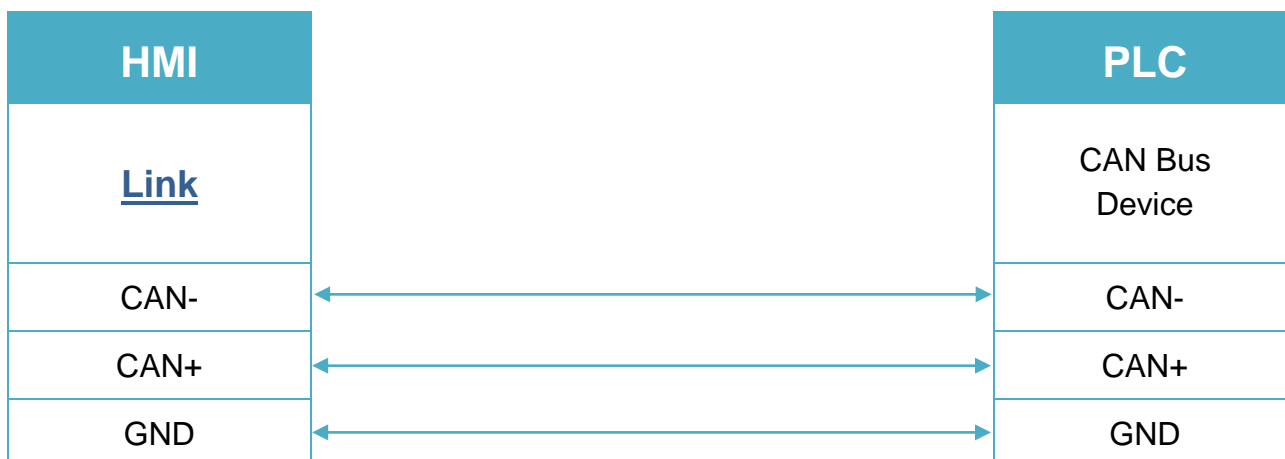 HMI PLC
Link CAN Bus
Device
CAN- CAN-
CAN+ CAN+
GND GND